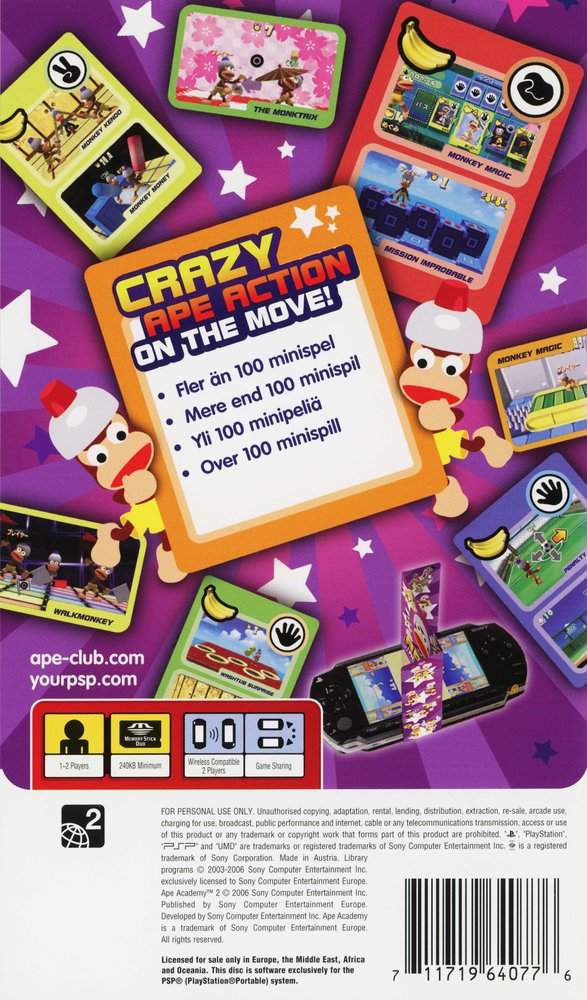 MONKEY KENDO
MONKEY MONEY
THE MONKTRIX
MONKEY MAGIC
MISSION IMPROBABLE
CRAZY
APE ACTION
ON THE MOVE!
• Fler än 100 minispel
• Mere end 100 minispil
• Yli 100 minipeliä
• Over 100 minispill
MONKEY MAGIC
プレイヤー
WALKMONKEY
PENALTY
WASHTUB SURPRISE
SONY
ape-club.com
yourpsp.com
1-2 Players
MEMORY STICK
DUO
240KB Minimum
Wireless Compatible
2 Players
Game Sharing
2
FOR PERSONAL USE ONLY. Unauthorised copying, adaptation, rental, lending, distribution, extraction, re-sale, arcade use,
charging for use, broadcast, public performance and internet, cable or any telecommunications transmission, access or use
of this product or any trademark or copyright work that forms part of this product are prohibited. "", "PlayStation",
"PSP" and "UMD" are trademarks or registered trademarks of Sony Computer Entertainment Inc. is a registered
trademark of Sony Corporation. Made in Austria. Library
programs © 2003-2006 Sony Computer Entertainment Inc.
exclusively licensed to Sony Computer Entertainment Europe.
Ape Academy™ 2 © 2006 Sony Computer Entertainment Inc.
Published by Sony Computer Entertainment Europe.
Developed by Sony Computer Entertainment Inc. Ape Academy
is a trademark of Sony Computer Entertainment Europe.
All rights reserved.
Licensed for sale only in Europe, the Middle East, Africa
and Oceania. This disc is software exclusively for the
PSP® (PlayStation®Portable) system.
7 11719 64077 6